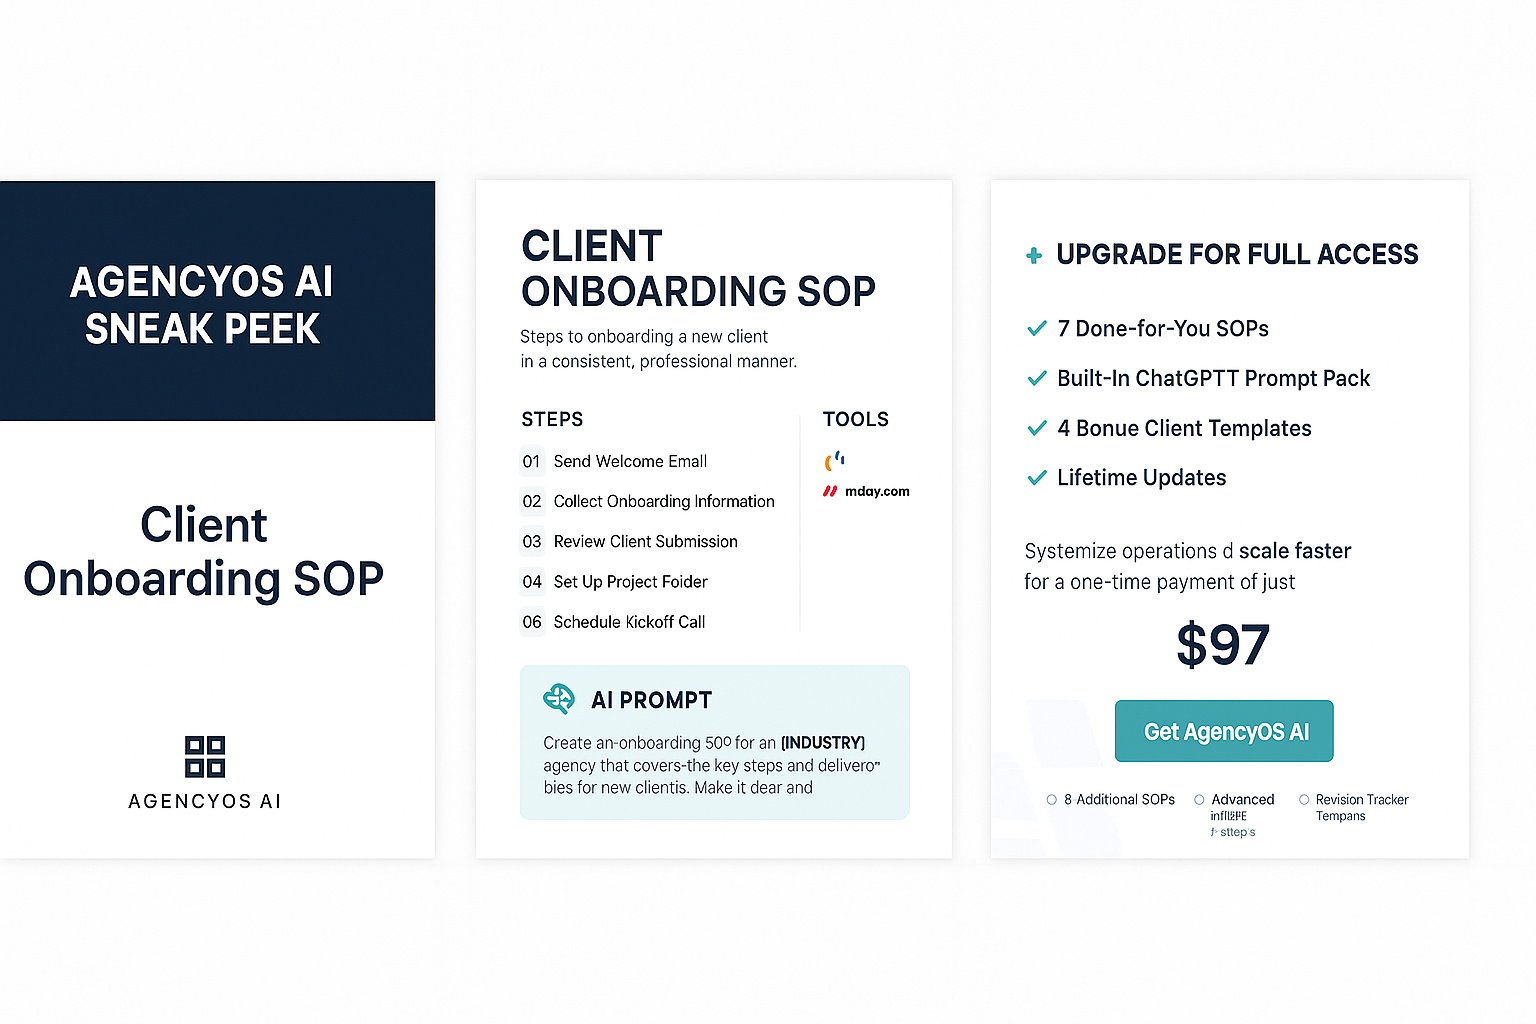 AGENCYOS AI
SNEAK PEEK
Client
Onboarding SOP
AGENCYOS AI
CLIENT
ONBOARDING SOP
Steps to onboarding a new client
in a consistent, professional manner.
STEPS
01 Send Welcome Emall
02 Collect Onboarding Information
03 Review Client Submission
04 Set Up Project Foider
06 Schedule Kickoff Call
TOOLS
mday.com
AI PROMPT
Create an-onboarding 50º for an [INDUSTRY)
agency that covers-the key steps and delivero"
bies for new clientis. Make it dear and
+ UPGRADE FOR FULL ACCESS
✓ 7 Done-for-You SOPs
✓ Built-In ChatGPTT Prompt Pack
✓ 4 Bonue Client Templates
✓ Lifetime Updates
Systemize operations d scale faster
for a one-time payment of just
$97
Get AgencyOS AI
8 Additional SOPs
Advanced
sttep's
Revision Tracker
Tempans